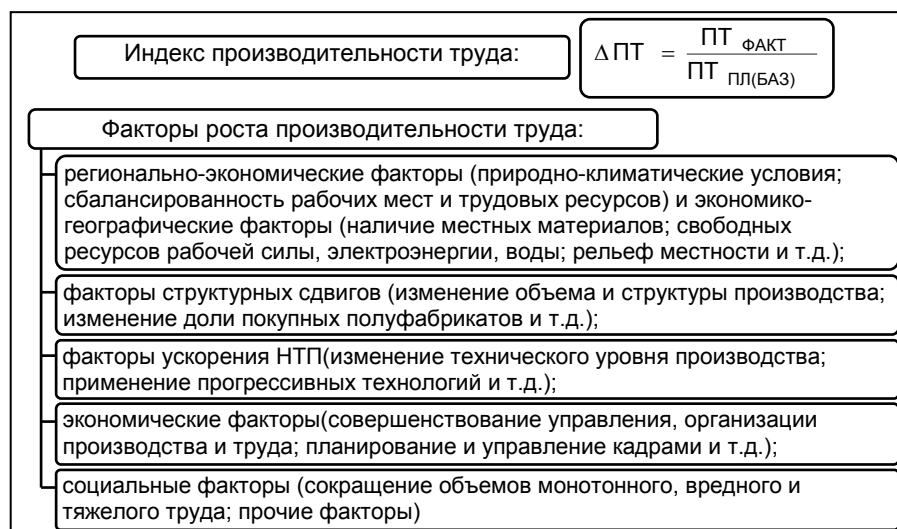 Индекс производительности труда:
Δ ПТ = ПТ ФАКТ / ПТ ПЛ(БАЗ)
Факторы роста производительности труда:
регионально-экономические факторы (природно-климатические условия;
сбалансированность рабочих мест и трудовых ресурсов) и экономико-
географические факторы (наличие местных материалов; свободных
ресурсов рабочей силы, электроэнергии, воды; рельеф местности и т.д.);
факторы структурных сдвигов (изменение объема и структуры производства;
изменение доли покупных полуфабрикатов и т.д.);
факторы ускорения НТП(изменение технического уровня производства;
применение прогрессивных технологий и т.д.);
экономические факторы(совершенствование управления, организации
производства и труда; планирование и управление кадрами и т.д.);
социальные факторы (сокращение объемов монотонного, вредного и
тяжелого труда; прочие факторы)